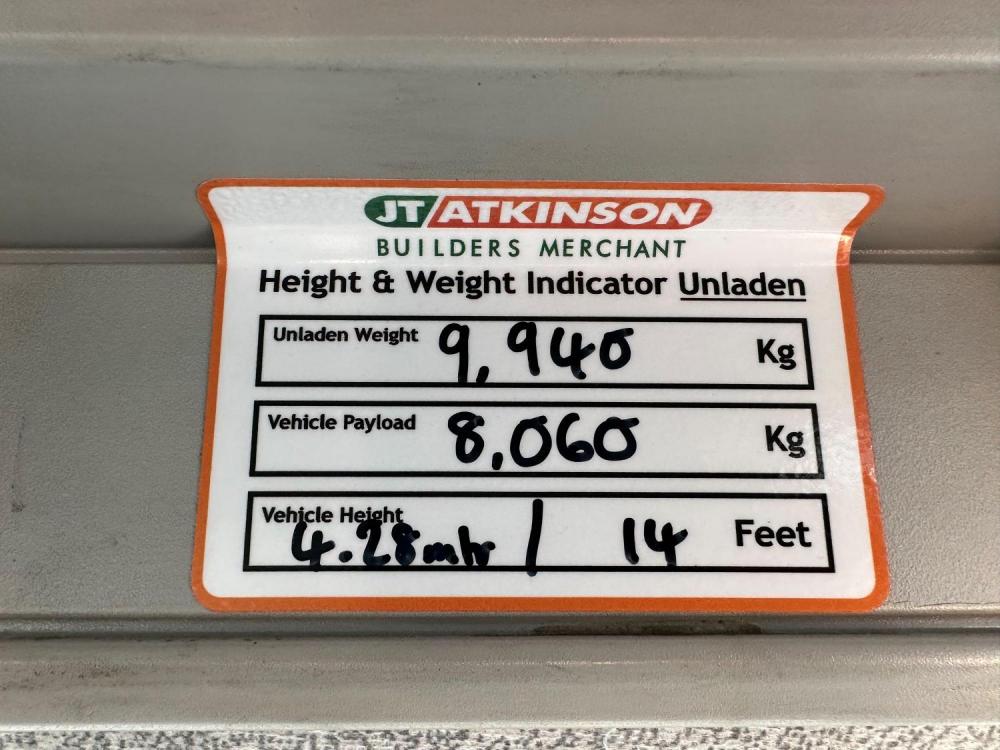 JT ATKINSON
BUILDERS MERCHANT
Height & Weight Indicator Unladen
Unladen Weight 9,940 Kg
Vehicle Payload 8,060 Kg
Vehicle Height
4.28mtr / 14 Feet